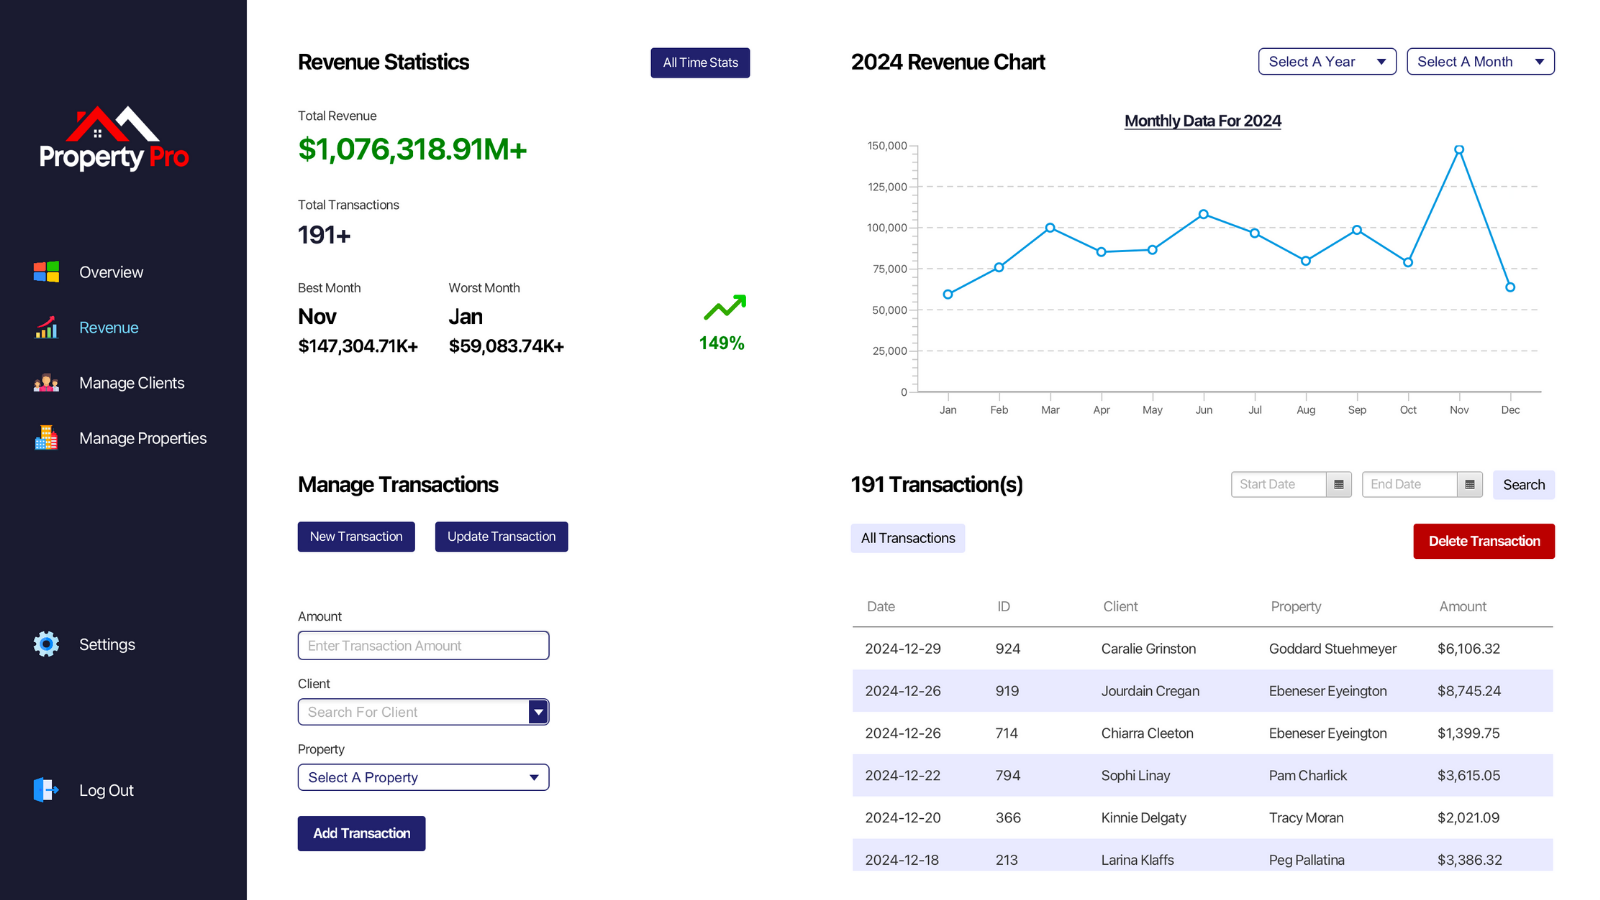 Property Pro
Overview
Revenue
Manage Clients
Manage Properties
Settings
Log Out
Revenue Statistics
All Time Stats
Total Revenue
$1,076,318.91M+
Total Transactions
191+
Best Month
Worst Month
Nov
Jan
$147,304.71K+
$59,083.74K+
149%
2024 Revenue Chart
Select A Year
Select A Month
Monthly Data For 2024
150,000
125,000
100,000
75,000
50,000
25,000
0
Jan Feb Mar Apr May Jun Jul Aug Sep Oct Nov Dec
Manage Transactions
New Transaction
Update Transaction
Amount
Enter Transaction Amount
Client
Search For Client
Property
Select A Property
Add Transaction
191 Transaction(s)
Start Date
End Date
Search
All Transactions
Delete Transaction
Date ID Client Property Amount
2024-12-29 924 Caralie Grinston Goddard Stuehmeyer $6,106.32
2024-12-26 919 Jourdain Cregan Ebeneser Eyeington $8,745.24
2024-12-26 714 Chiarra Cleeton Ebeneser Eyeington $1,399.75
2024-12-22 794 Sophi Linay Pam Charlick $3,615.05
2024-12-20 366 Kinnie Delgaty Tracy Moran $2,021.09
2024-12-18 213 Larina Klaffs Peg Pallatina $3,386.32